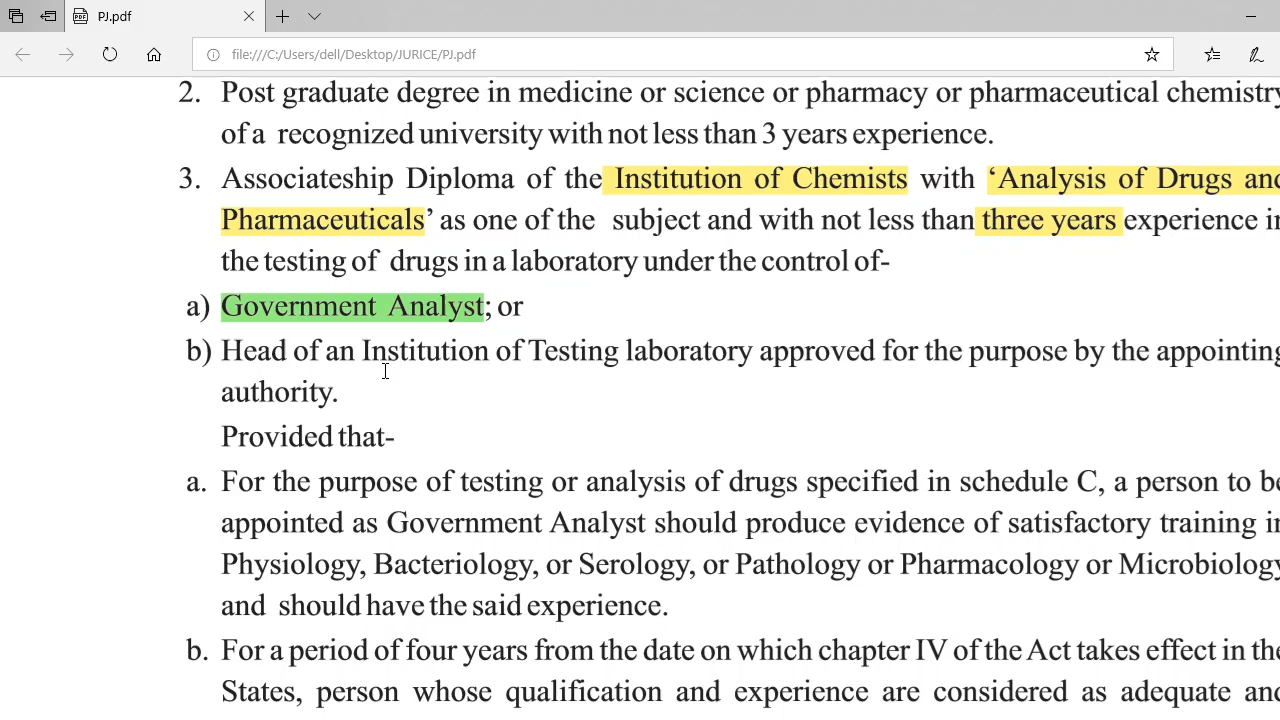 PJ.pdf
file:///C:/Users/dell/Desktop/JURICE/PJ.pdf
2. Post graduate degree in medicine or science or pharmacy or pharmaceutical chemistry
of a recognized university with not less than 3 years experience.
3. Associateship Diploma of the Institution of Chemists with ‘Analysis of Drugs and
Pharmaceuticals’ as one of the subject and with not less than three years experience in
the testing of drugs in a laboratory under the control of-
a) Government Analyst; or
b) Head of an Institution of Testing laboratory approved for the purpose by the appointing
authority.
Provided that-
a. For the purpose of testing or analysis of drugs specified in schedule C, a person to be
appointed as Government Analyst should produce evidence of satisfactory training in
Physiology, Bacteriology, or Serology, or Pathology or Pharmacology or Microbiology
and should have the said experience.
b. For a period of four years from the date on which chapter IV of the Act takes effect in the
States, person whose qualification and experience are considered as adequate and